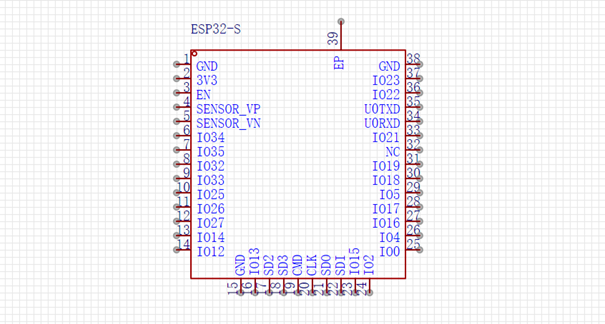 ESP32-S
39
EP
1 GND
2 3V3
3 EN
4 SENSOR_VP
5 SENSOR_VN
6 IO34
7 IO35
8 IO32
9 IO33
10 IO25
11 IO26
12 IO27
13 IO14
14 IO12
GND 38
IO23 37
IO22 36
U0TXD 35
U0RXD 34
IO21 33
NC 32
IO19 31
IO18 30
IO5 29
IO17 28
IO16 27
IO4 26
IO0 25
15 GND
16 IO13
17 SD2
18 SD3
19 CMD
20 CLK
21 SDO
22 SDI
23 IO15
24 IO2